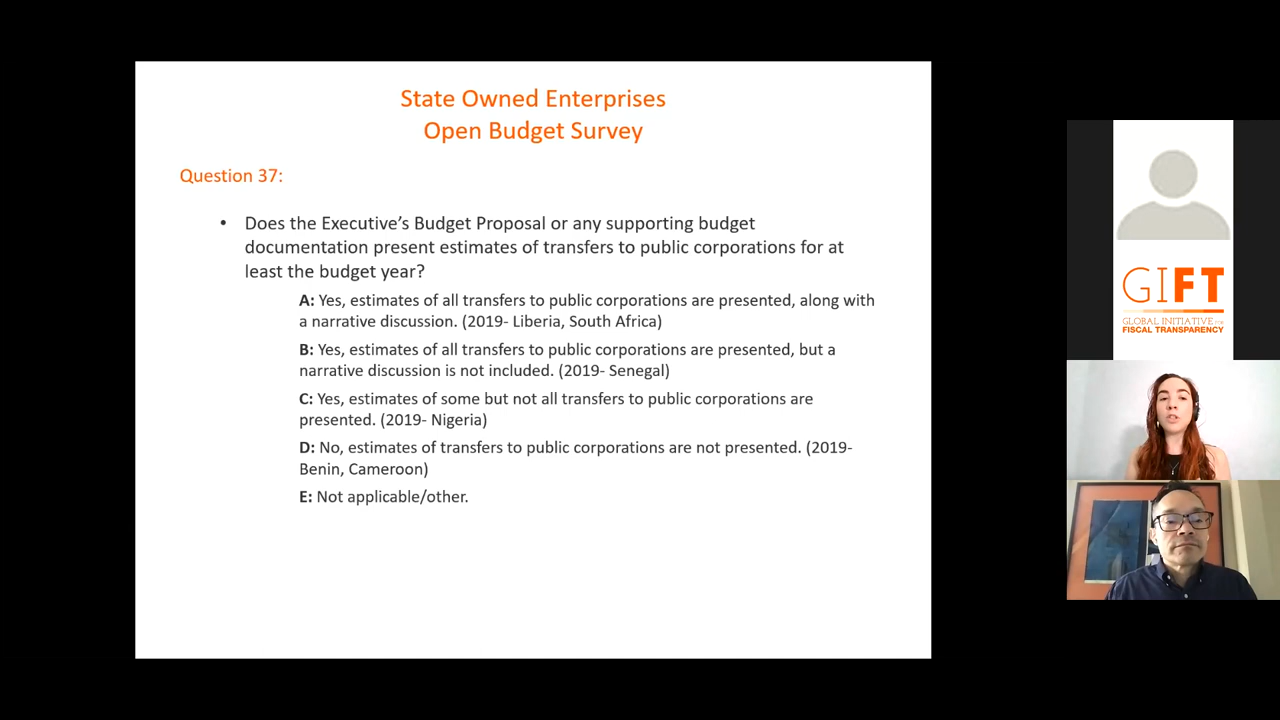 State Owned Enterprises
Open Budget Survey
Question 37:
• Does the Executive’s Budget Proposal or any supporting budget
documentation present estimates of transfers to public corporations for at
least the budget year?
A: Yes, estimates of all transfers to public corporations are presented, along with
a narrative discussion. (2019- Liberia, South Africa)
B: Yes, estimates of all transfers to public corporations are presented, but a
narrative discussion is not included. (2019- Senegal)
C: Yes, estimates of some but not all transfers to public corporations are
presented. (2019- Nigeria)
D: No, estimates of transfers to public corporations are not presented. (2019-
Benin, Cameroon)
E: Not applicable/other.
GIFT
GLOBAL INITIATIVE FOR
FISCAL TRANSPARENCY